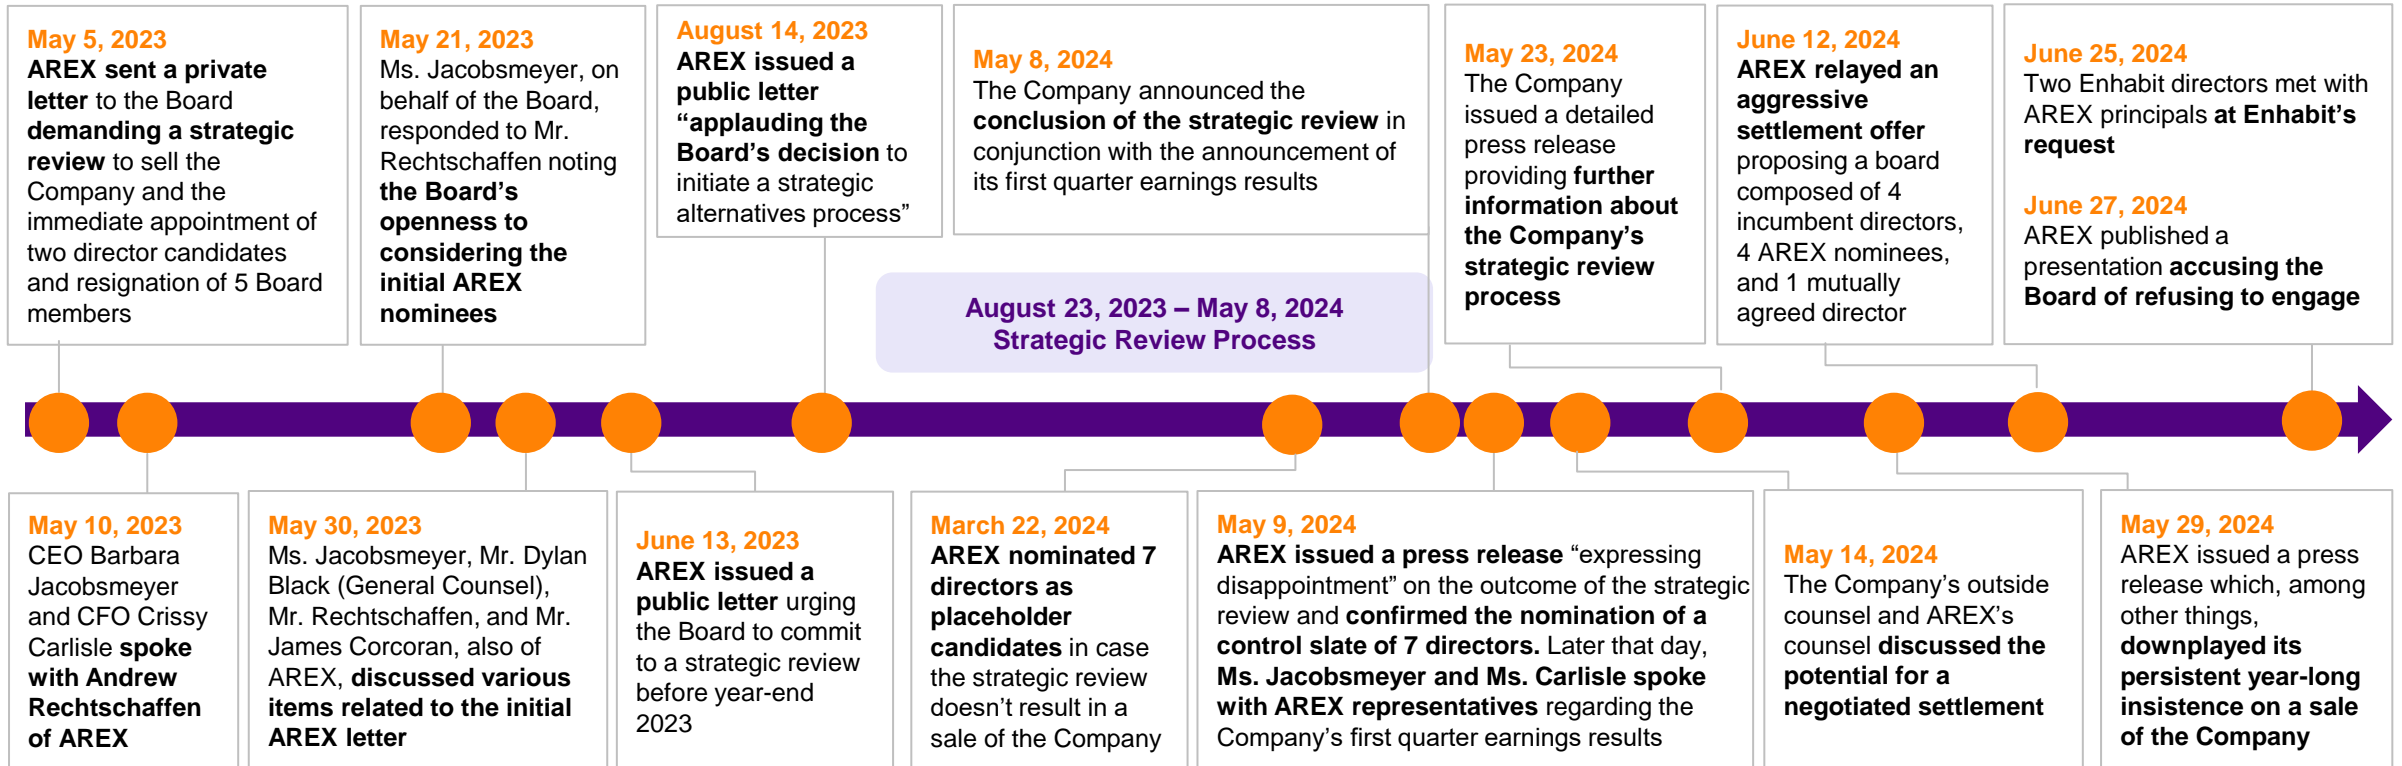 May 5, 2023
AREX sent a private
letter to the Board
demanding a strategic
review to sell the
Company and the
immediate appointment of
two director candidates
and resignation of 5 Board
members
May 21, 2023
Ms. Jacobsmeyer, on
behalf of the Board,
responded to Mr.
Rechtschaffen noting
the Board’s
openness to
considering the
initial AREX
nominees
August 14, 2023
AREX issued a
public letter
“applauding the
Board’s decision to
initiate a strategic
alternatives process”
May 8, 2024
The Company announced the
conclusion of the strategic review in
conjunction with the announcement of
its first quarter earnings results
August 23, 2023 – May 8, 2024
Strategic Review Process
May 23, 2024
The Company
issued a detailed
press release
providing further
information about
the Company’s
strategic review
process
June 12, 2024
AREX relayed an
aggressive
settlement offer
proposing a board
composed of 4
incumbent directors,
4 AREX nominees,
and 1 mutually
agreed director
June 25, 2024
Two Enhabit directors met with
AREX principals at Enhabit’s
request
June 27, 2024
AREX published a
presentation accusing the
Board of refusing to engage
May 10, 2023
CEO Barbara
Jacobsmeyer
and CFO Crissy
Carlisle spoke
with Andrew
Rechtschaffen
of AREX
May 30, 2023
Ms. Jacobsmeyer, Mr. Dylan
Black (General Counsel),
Mr. Rechtschaffen, and Mr.
James Corcoran, also of
AREX, discussed various
items related to the initial
AREX letter
June 13, 2023
AREX issued a
public letter urging
the Board to commit
to a strategic review
before year-end
2023
March 22, 2024
AREX nominated 7
directors as
placeholder
candidates in case
the strategic review
doesn’t result in a
sale of the Company
May 9, 2024
AREX issued a press release “expressing
disappointment” on the outcome of the strategic
review and confirmed the nomination of a
control slate of 7 directors. Later that day,
Ms. Jacobsmeyer and Ms. Carlisle spoke
with AREX representatives regarding the
Company’s first quarter earnings results
May 14, 2024
The Company’s outside
counsel and AREX’s
counsel discussed the
potential for a
negotiated settlement
May 29, 2024
AREX issued a press
release which, among
other things,
downplayed its
persistent year-long
insistence on a sale
of the Company